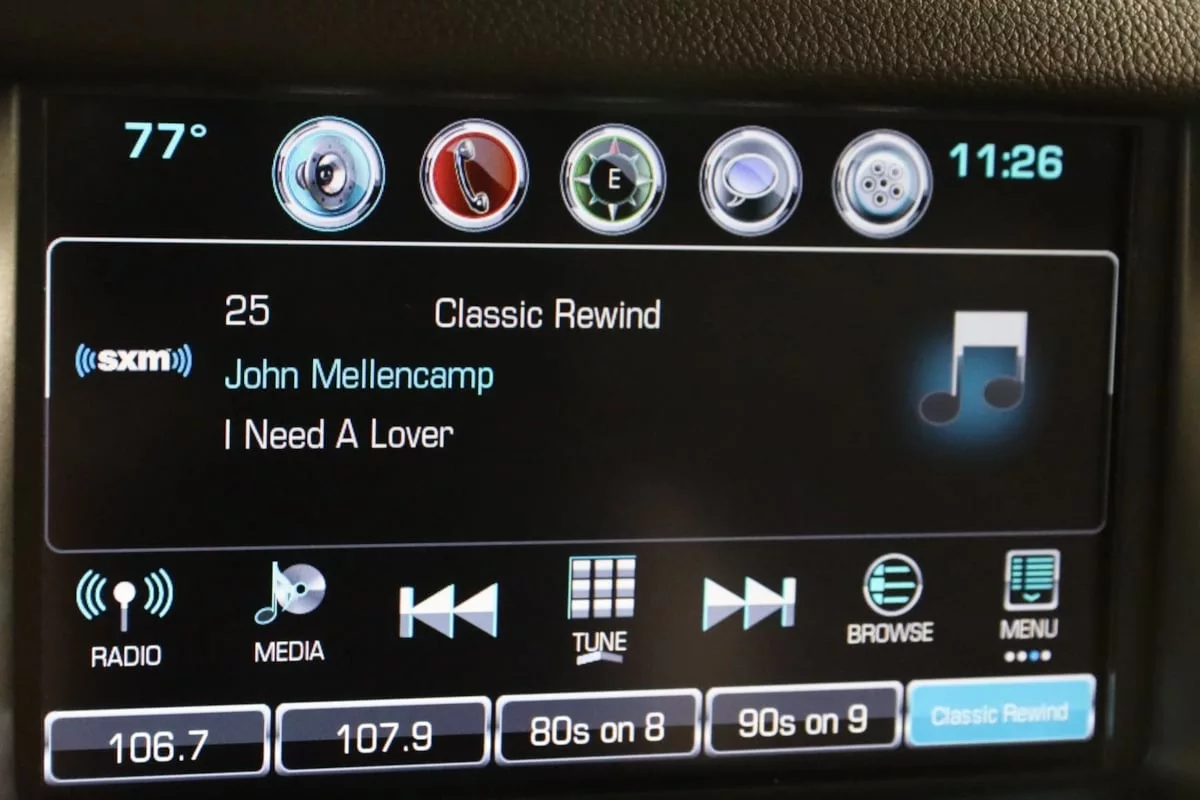 77°
E
11:26
25 Classic Rewind
sxm
John Mellencamp
I Need A Lover
RADIO
MEDIA
TUNE
BROWSE
MENU
106.7
107.9
80s on 8
90s on 9
Classic Rewind